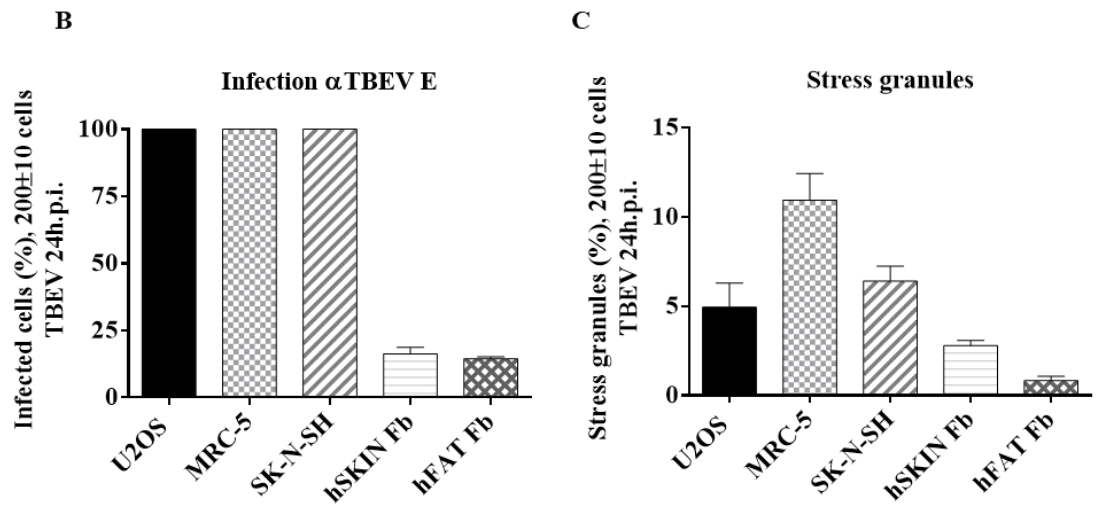 B
Infection αTBEV E
Infected cells (%), 200±10 cells
TBEV 24h.p.i.
100
75
50
25
0
U2OS
MRC-5
SK-N-SH
hSKIN Fb
hFAT Fb
C
Stress granules
Stress granules (%), 200±10 cells
TBEV 24h.p.i.
15
10
5
0
U2OS
MRC-5
SK-N-SH
hSKIN Fb
hFAT Fb